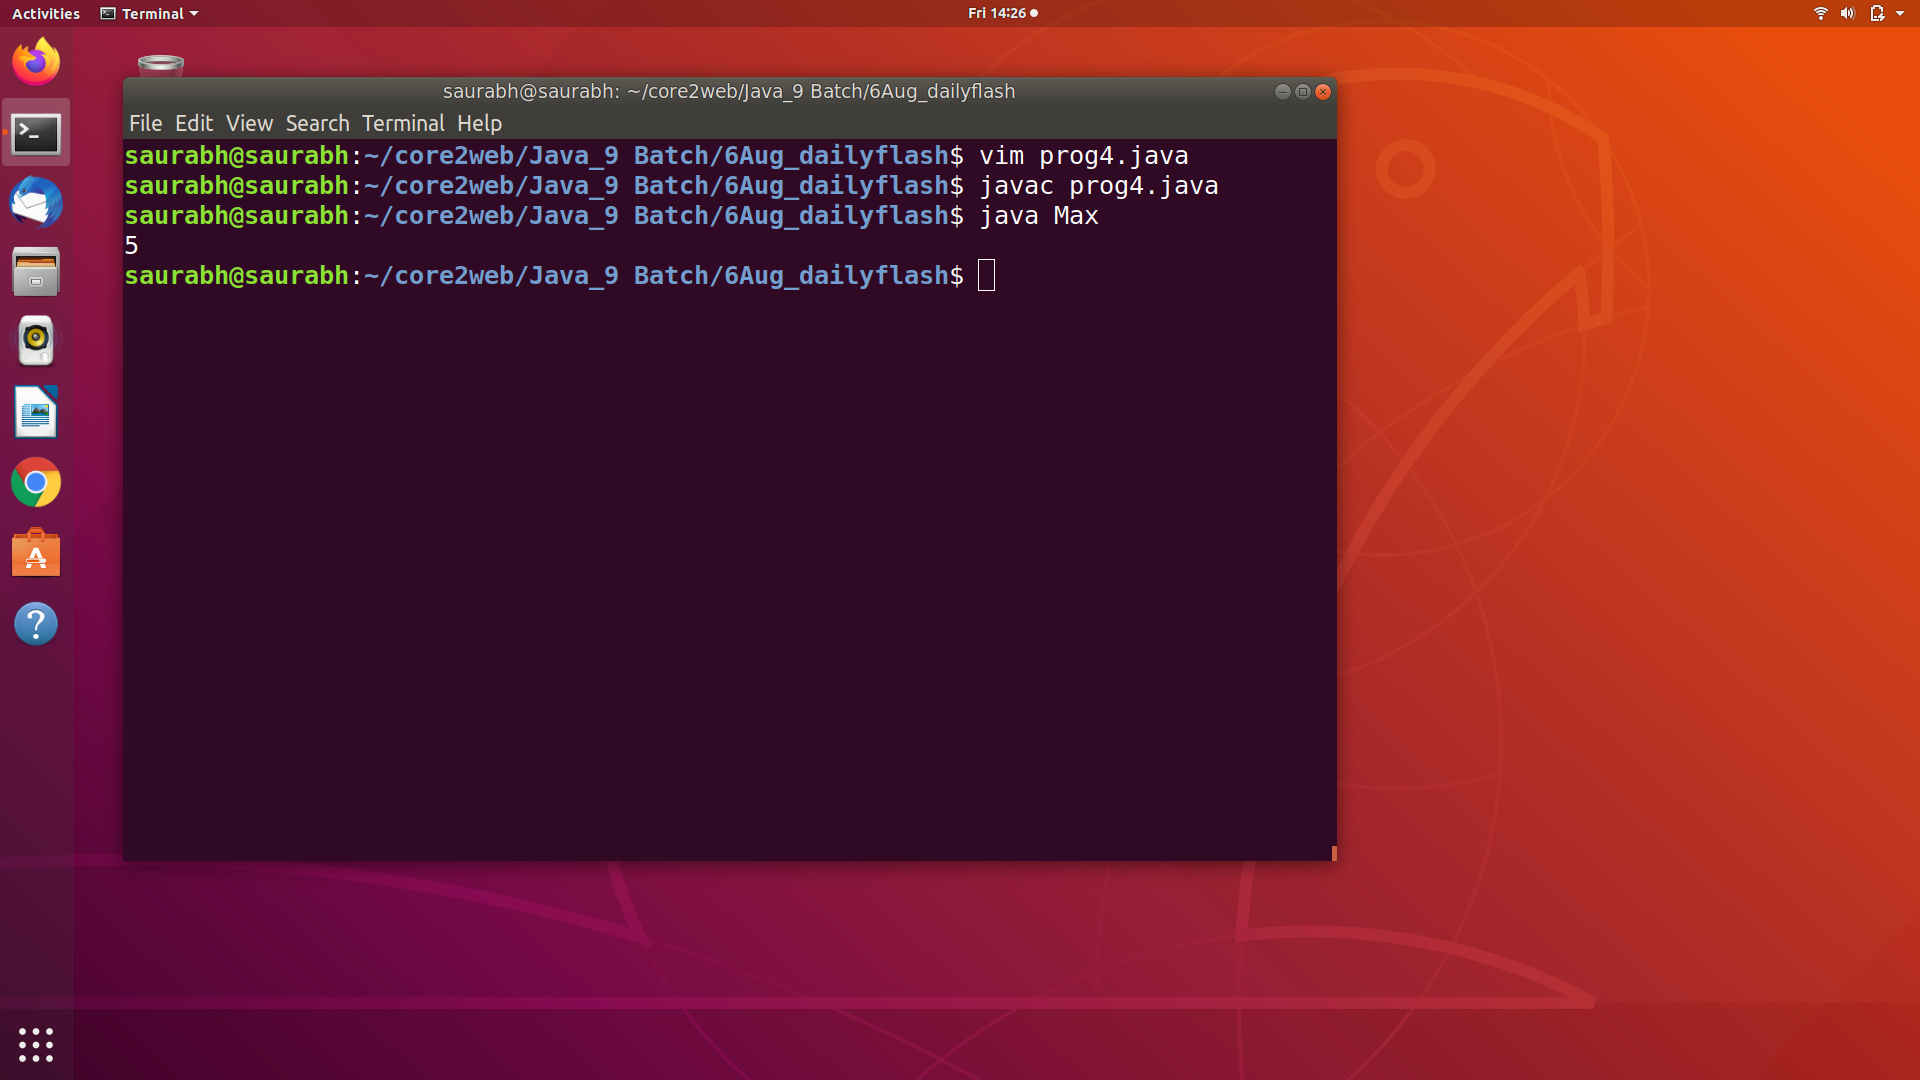 Activities Terminal Fri 14:26
saurabh@saurabh: ~/core2web/Java_9 Batch/6Aug_dailyflash
File Edit View Search Terminal Help
saurabh@saurabh:~/core2web/Java_9 Batch/6Aug_dailyflash$ vim prog4.java
saurabh@saurabh:~/core2web/Java_9 Batch/6Aug_dailyflash$ javac prog4.java
saurabh@saurabh:~/core2web/Java_9 Batch/6Aug_dailyflash$ java Max
5
saurabh@saurabh:~/core2web/Java_9 Batch/6Aug_dailyflash$